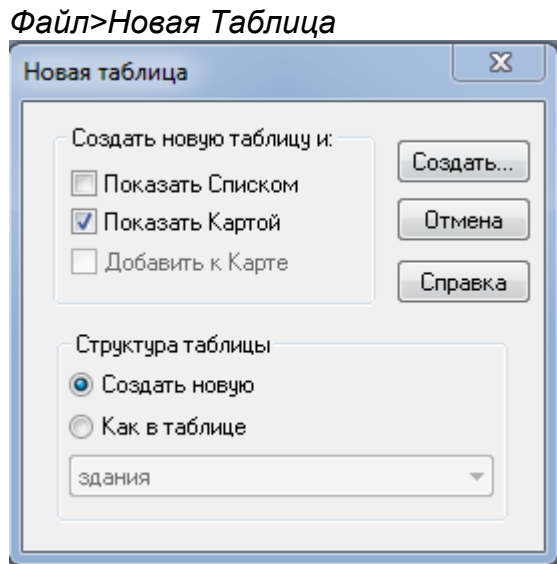 Файл>Новая Таблица
Новая таблица
Создать новую таблицу и:
Показать Списком
Показать Картой
Добавить к Карте
Создать...
Отмена
Справка
Структура таблицы
Создать новую
Как в таблице
здания